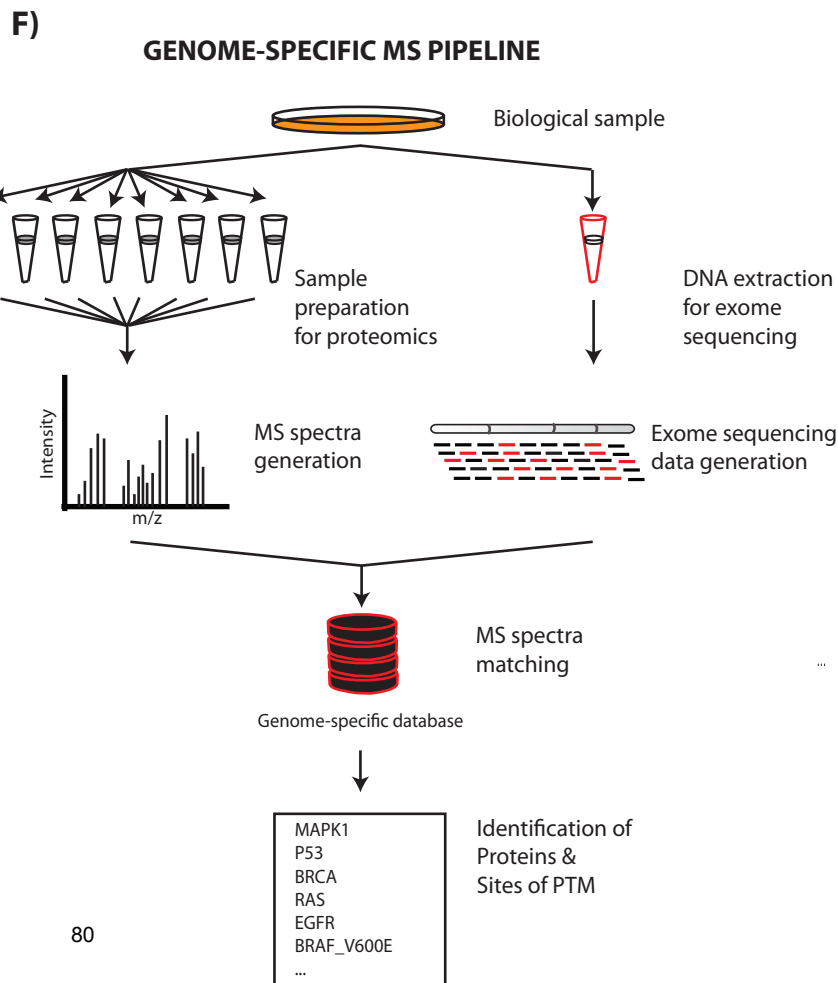 F)
GENOME-SPECIFIC MS PIPELINE
Biological sample
Sample
preparation
for proteomics
DNA extraction
for exome
sequencing
Intensity
m/z
MS spectra
generation
Exome sequencing
data generation
MS spectra
matching
...
Genome-specific database
MAPK1
P53
BRCA
RAS
EGFR
BRAF_V600E
...
Identification of
Proteins &
Sites of PTM
80